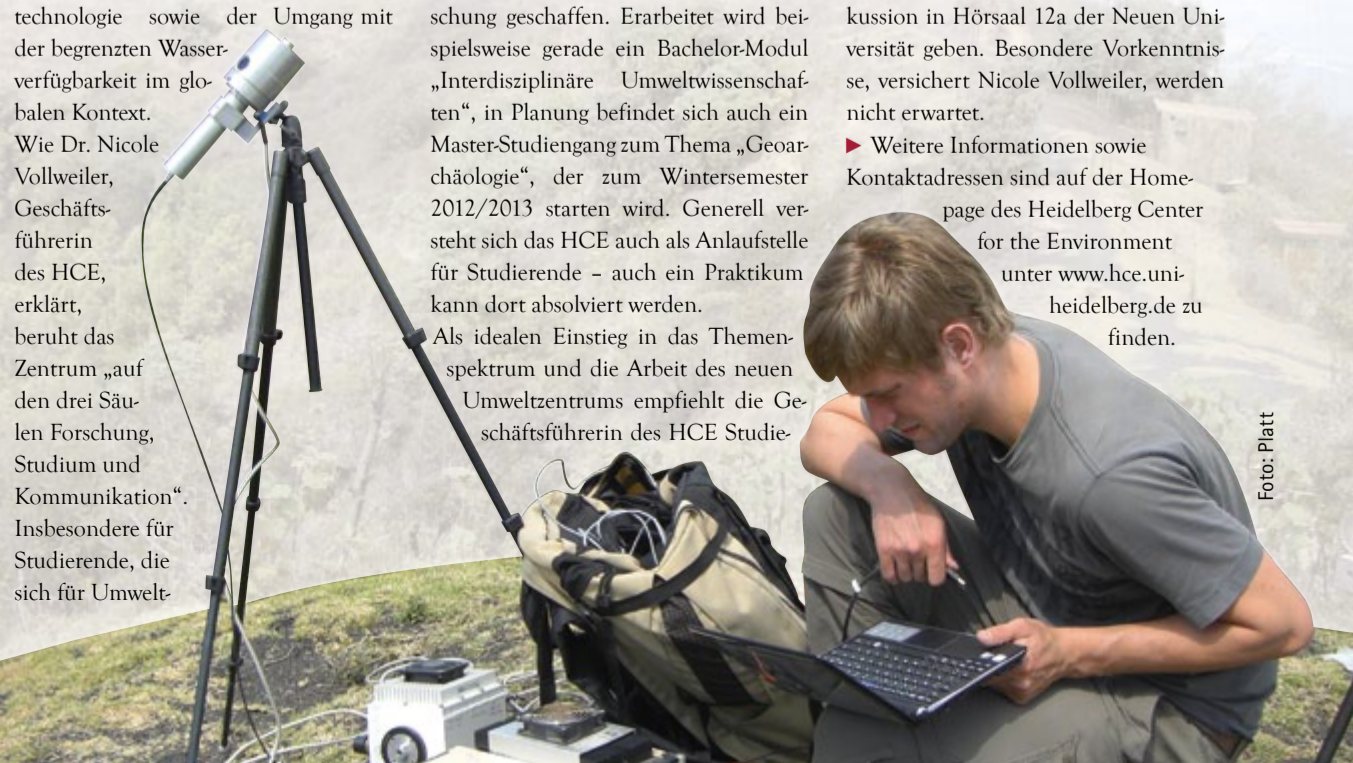 technologie sowie der Umgang mit
der begrenzten Wasser-
verfügbarkeit im glo-
balen Kontext.
Wie Dr. Nicole
Vollweiler,
Geschäfts-
führerin
des HCE,
erklärt,
beruht das
Zentrum „auf
den drei Säu-
len Forschung,
Studium und
Kommunikation“.
Insbesondere für
Studierende, die
sich für Umwelt-
schung geschaffen. Erarbeitet wird bei-
spielsweise gerade ein Bachelor-Modul
„Interdisziplinäre Umweltwissenschaf-
ten“, in Planung befindet sich auch ein
Master-Studiengang zum Thema „Geoar-
chäologie“, der zum Wintersemester
2012/2013 starten wird. Generell ver-
steht sich das HCE auch als Anlaufstelle
für Studierende – auch ein Praktikum
kann dort absolviert werden.
Als idealen Einstieg in das Themen-
spektrum und die Arbeit des neuen
Umweltzentrums empfiehlt die Ge-
schäftsführerin des HCE Studie-
kussion in Hörsaal 12a der Neuen Uni-
versität geben. Besondere Vorkenntnis-
se, versichert Nicole Vollweiler, werden
nicht erwartet.
▶ Weitere Informationen sowie
Kontaktadressen sind auf der Home-
page des Heidelberg Center
for the Environment
unter www.hce.uni-
heidelberg.de zu
finden.
Foto: Platt